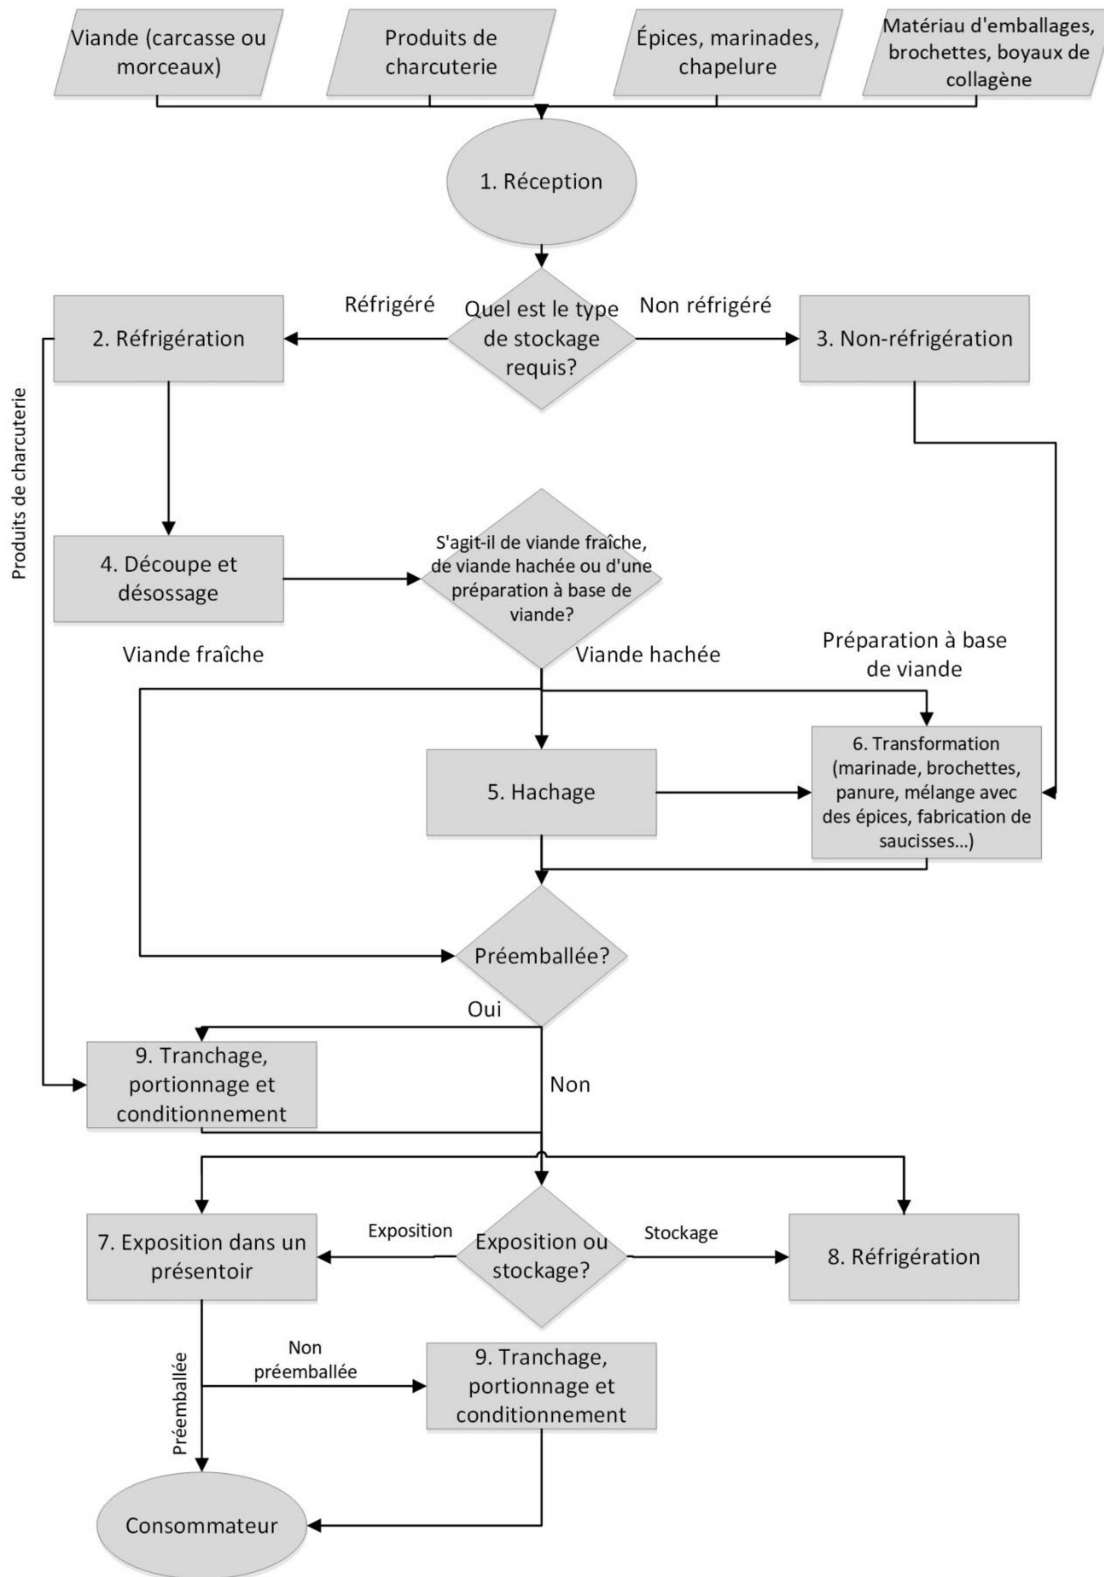 Viande (carcasse ou
morceaux)
Produits de
charcuterie
Épices, marinades,
chapelure
Matériau d'emballages,
brochettes, boyaux de
collagène
1. Réception
Quel est le type
de stockage
requis?
Réfrigéré
Non réfrigéré
2. Réfrigération
3. Non-réfrigération
Produits de charcuterie
4. Découpe et
désossage
S'agit-il de viande fraîche,
de viande hachée ou d'une
préparation à base de
viande?
Viande fraîche
Viande hachée
Préparation à base
de viande
5. Hachage
6. Transformation
(marinade, brochettes,
panure, mélange avec
des épices, fabrication de
saucisses…)
Préemballée?
Oui
Non
9. Tranchage,
portionnage et
conditionnement
7. Exposition dans un
présentoir
Exposition
Exposition ou
stockage?
Stockage
8. Réfrigération
Préemballée
Non
préemballée
9. Tranchage,
portionnage et
conditionnement
Consommateur